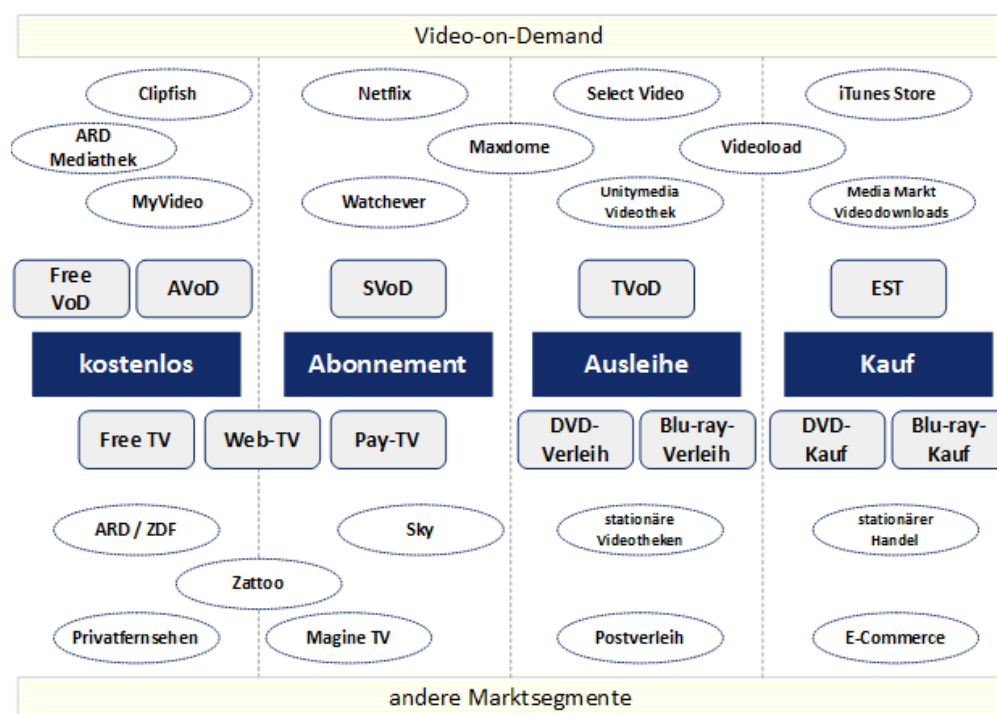 Video-on-Demand
Clipfish
Netflix
Select Video
iTunes Store
ARD
Mediathek
Maxdome
Videoload
MyVideo
Watchever
Unitymedia
Videothek
Media Markt
Videodownloads
Free
VoD
AVoD
SVoD
TVoD
EST
kostenlos
Abonnement
Ausleihe
Kauf
Free TV
Web-TV
Pay-TV
DVD-
Verleih
Blu-ray-
Verleih
DVD-
Kauf
Blu-ray-
Kauf
ARD / ZDF
Sky
stationäre
Videotheken
stationärer
Handel
Zattoo
Privatfernsehen
Magine TV
Postverleih
E-Commerce
andere Marktsegmente